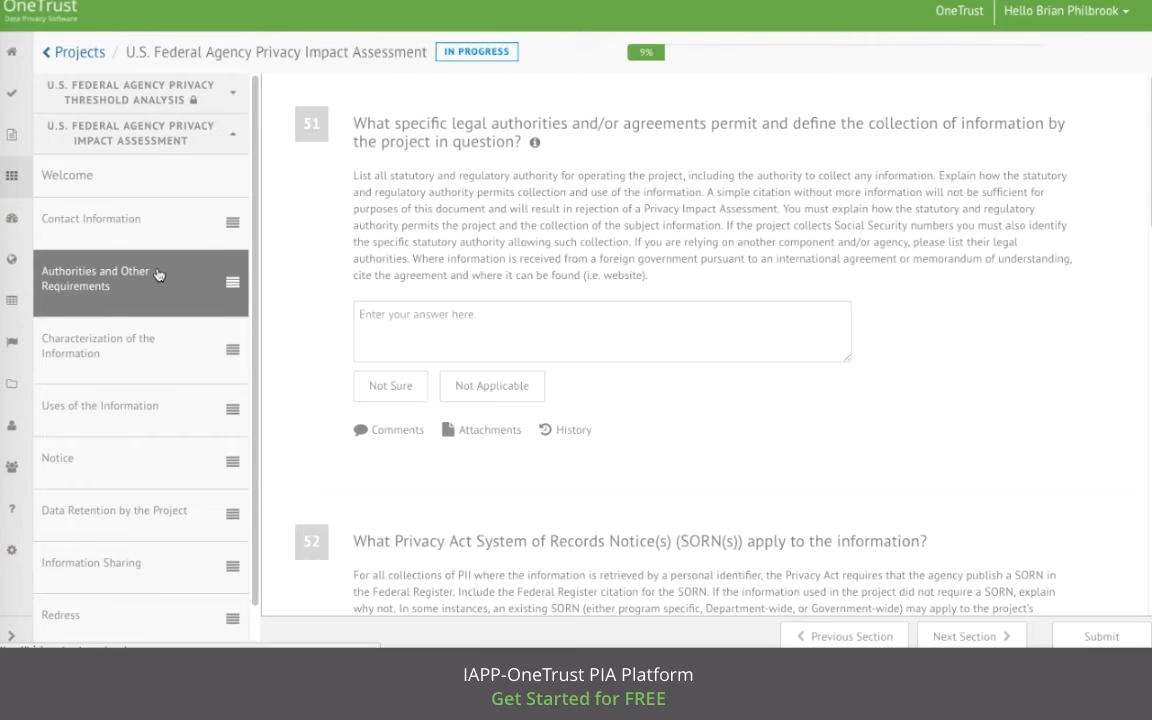 OneTrust
Data Privacy Software
OneTrust
Hello Brian Philbrook
Projects / U.S. Federal Agency Privacy Impact Assessment
IN PROGRESS
9%
U.S. FEDERAL AGENCY PRIVACY
THRESHOLD ANALYSIS
U.S. FEDERAL AGENCY PRIVACY
IMPACT ASSESSMENT
Welcome
Contact Information
Authorities and Other
Requirements
Characterization of the
Information
Uses of the Information
Notice
Data Retention by the Project
Information Sharing
Redress
51
What specific legal authorities and/or agreements permit and define the collection of information by
the project in question?
List all statutory and regulatory authority for operating the project, including the authority to collect any information. Explain how the statutory
and regulatory authority permits collection and use of the information. A simple citation without more information will not be sufficient for
purposes of this document and will result in rejection of a Privacy Impact Assessment. You must explain how the statutory and regulatory
authority permits the project and the collection of the subject information. If the project collects Social Security numbers you must also identify
the specific statutory authority allowing such collection. If you are relying on another component and/or agency, please list their legal
authorities. Where information is received from a foreign government pursuant to an international agreement or memorandum of understanding,
cite the agreement and where it can be found (i.e. website).
Enter your answer here.
Not Sure
Not Applicable
Comments
Attachments
History
52
What Privacy Act System of Records Notice(s) (SORN(s)) apply to the information?
For all collections of PII where the information is retrieved by a personal identifier, the Privacy Act requires that the agency publish a SORN in
the Federal Register. Include the Federal Register citation for the SORN. If the information used in the project did not require a SORN, explain
why not. In some instances, an existing SORN (either program specific, Department-wide, or Government-wide) may apply to the project's
Previous Section
Next Section
Submit
IAPP-OneTrust PIA Platform
Get Started for FREE